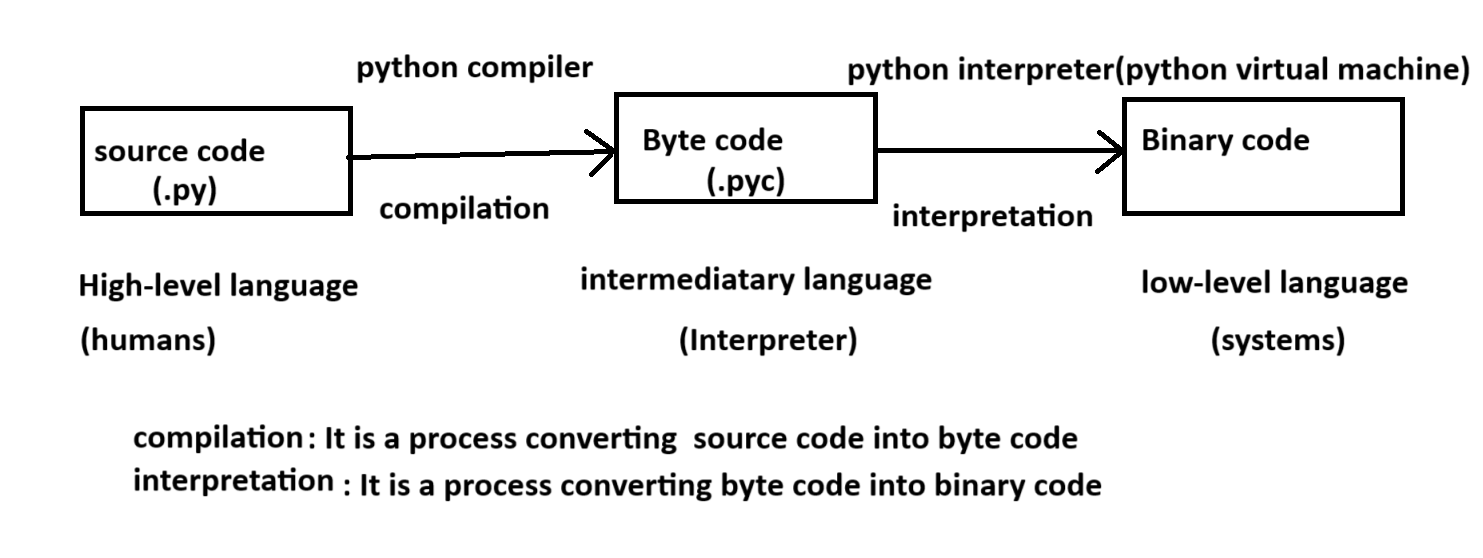 python compiler
python interpreter(python virtual machine)
source code
(.py)
Byte code
(.pyc)
Binary code
compilation
interpretation
High-level language
(humans)
intermediatary language
(Interpreter)
low-level language
(systems)
compilation : It is a process converting source code into byte code
interpretation : It is a process converting byte code into binary code